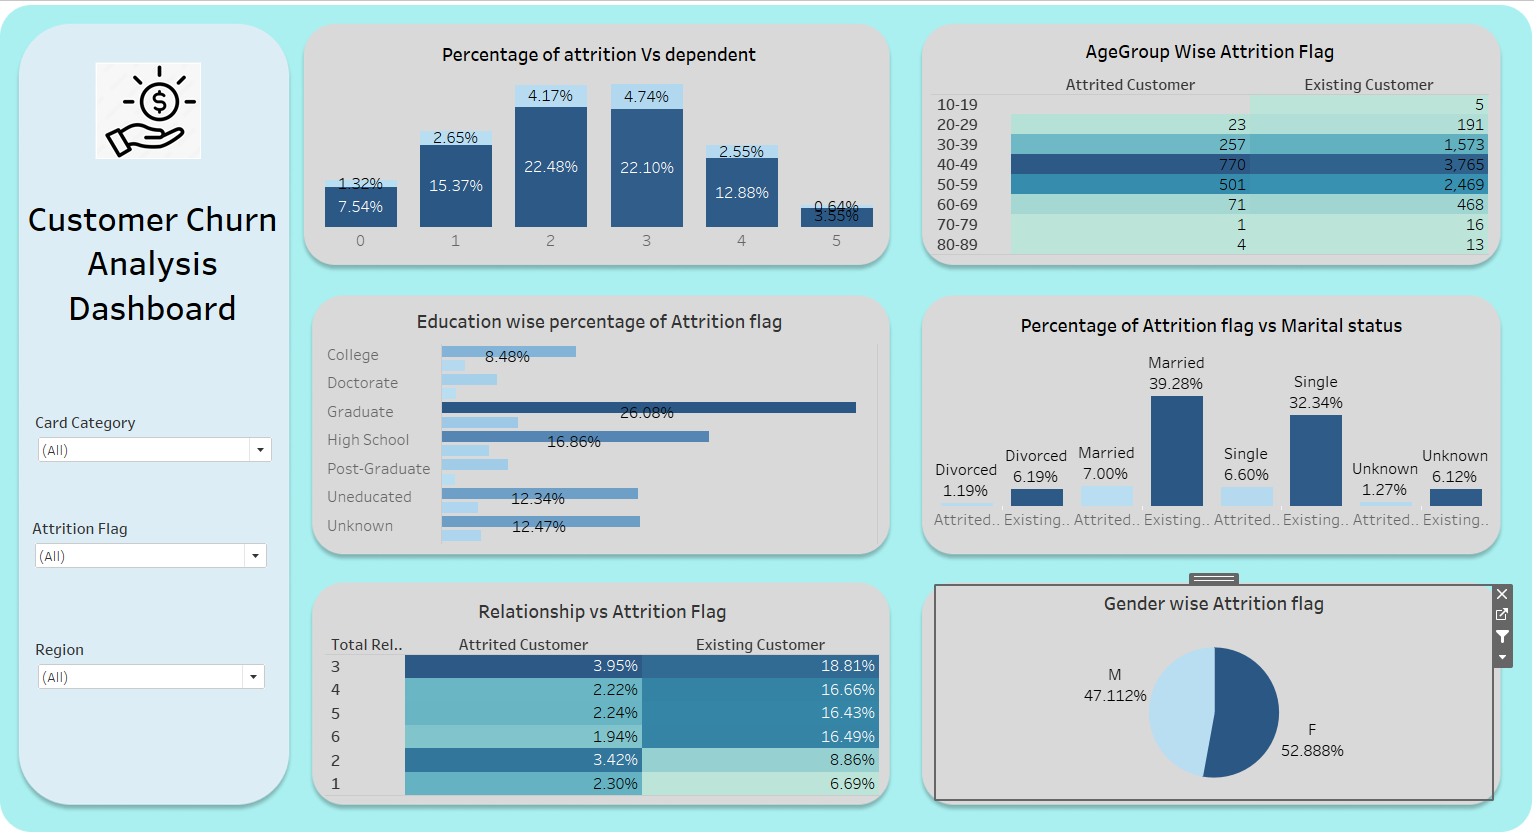 Customer Churn
Analysis
Dashboard
Card Category
(All)
Attrition Flag
(All)
Region
(All)
Percentage of attrition Vs dependent
1.32%
7.54%
2.65%
15.37%
4.17%
22.48%
4.74%
22.10%
2.55%
12.88%
0.64%
3.55%
0 1 2 3 4 5
AgeGroup Wise Attrition Flag
Attrited Customer Existing Customer
10-19 5
20-29 23 191
30-39 257 1,573
40-49 770 3,765
50-59 501 2,469
60-69 71 468
70-79 1 16
80-89 4 13
Education wise percentage of Attrition flag
College 8.48%
Doctorate
Graduate 26.08%
High School 16.86%
Post-Graduate
Uneducated 12.34%
Unknown 12.47%
Percentage of Attrition flag vs Marital status
Divorced
1.19%
Divorced
6.19%
Married
7.00%
Married
39.28%
Single
6.60%
Single
32.34%
Unknown
1.27%
Unknown
6.12%
Attrited.. Existing.. Attrited.. Existing.. Attrited.. Existing.. Attrited.. Existing..
Relationship vs Attrition Flag
Total Rel.. Attrited Customer Existing Customer
3 3.95% 18.81%
4 2.22% 16.66%
5 2.24% 16.43%
6 1.94% 16.49%
2 3.42% 8.86%
1 2.30% 6.69%
Gender wise Attrition flag
M
47.112%
F
52.888%